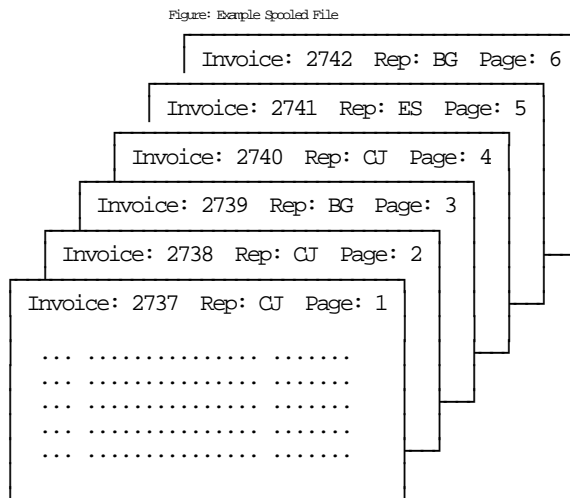 Figure: Example Spooled File
Invoice: 2742 Rep: BG Page: 6
Invoice: 2741 Rep: ES Page: 5
Invoice: 2740 Rep: CJ Page: 4
Invoice: 2739 Rep: BG Page: 3
Invoice: 2738 Rep: CJ Page: 2
Invoice: 2737 Rep: CJ Page: 1
... ............... .......
... ............... .......
... ............... .......
... ............... .......
... ............... .......